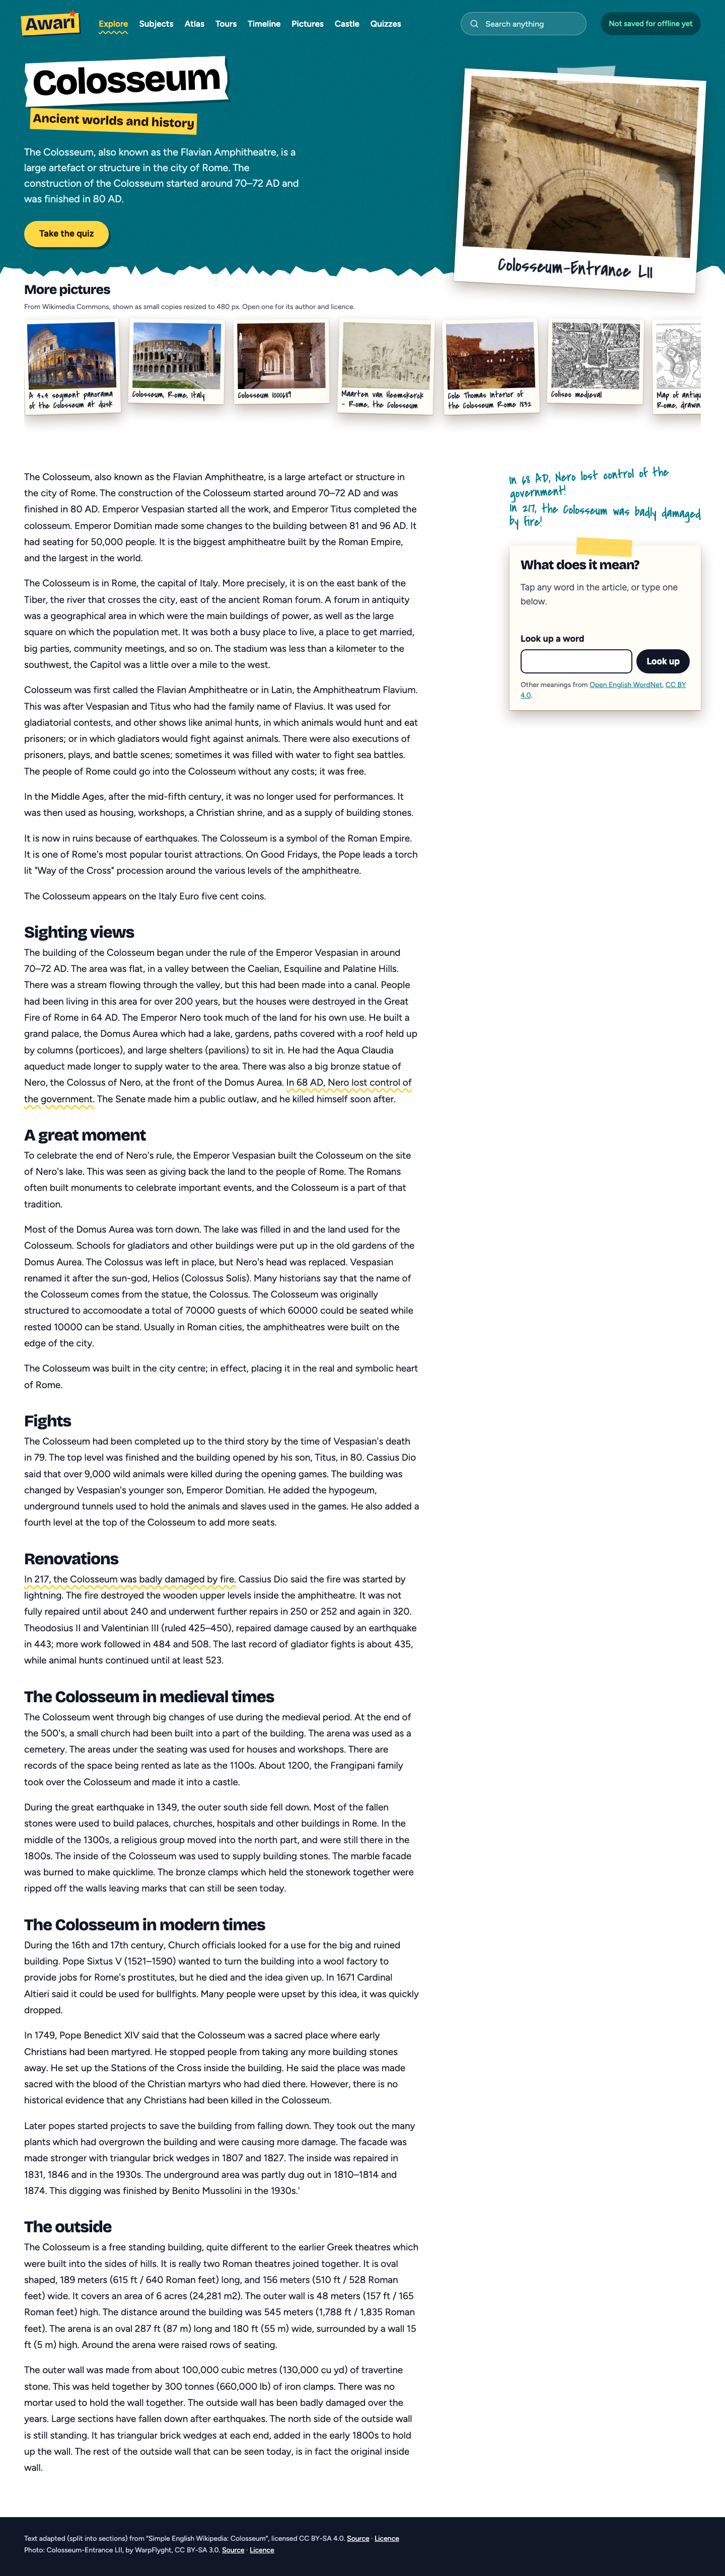 Awari
Explore Subjects Atlas Tours Timeline Pictures Castle Quizzes
Search anything
Not saved for offline yet
Colosseum
Ancient worlds and history
The Colosseum, also known as the Flavian Amphitheatre, is a
large artefact or structure in the city of Rome. The
construction of the Colosseum started around 70–72 AD and
was finished in 80 AD.
Take the quiz
Colosseum-Entrance LII
More pictures
From Wikimedia Commons, shown as small copies resized to 480 px. Open one for its author and licence.
A 4x4 segment panorama
of the Colosseum at dusk
Colosseum, Rome, Italy
Colosseum 1000689
Maarten van Heemskerck
- Rome, the Colosseum
Cole Thomas Interior of
the Colosseum Rome 1832
Coliseo medieval
Map of antiqu
Rome, drawin
The Colosseum, also known as the Flavian Amphitheatre, is a large artefact or structure in
the city of Rome. The construction of the Colosseum started around 70–72 AD and was
finished in 80 AD. Emperor Vespasian started all the work, and Emperor Titus completed the
colosseum. Emperor Domitian made some changes to the building between 81 and 96 AD. It
had seating for 50,000 people. It is the biggest amphitheatre built by the Roman Empire,
and the largest in the world.
The Colosseum is in Rome, the capital of Italy. More precisely, it is on the east bank of the
Tiber, the river that crosses the city, east of the ancient Roman forum. A forum in antiquity
was a geographical area in which were the main buildings of power, as well as the large
square on which the population met. It was both a busy place to live, a place to get married,
big parties, community meetings, and so on. The stadium was less than a kilometer to the
southwest, the Capitol was a little over a mile to the west.
Colosseum was first called the Flavian Amphitheatre or in Latin, the Amphitheatrum Flavium.
This was after Vespasian and Titus who had the family name of Flavius. It was used for
gladiatorial contests, and other shows like animal hunts, in which animals would hunt and eat
prisoners; or in which gladiators would fight against animals. There were also executions of
prisoners, plays, and battle scenes; sometimes it was filled with water to fight sea battles.
The people of Rome could go into the Colosseum without any costs; it was free.
In the Middle Ages, after the mid-fifth century, it was no longer used for performances. It
was then used as housing, workshops, a Christian shrine, and as a supply of building stones.
It is now in ruins because of earthquakes. The Colosseum is a symbol of the Roman Empire.
It is one of Rome's most popular tourist attractions. On Good Fridays, the Pope leads a torch
lit "Way of the Cross" procession around the various levels of the amphitheatre.
The Colosseum appears on the Italy Euro five cent coins.
In 68 AD, Nero lost control of the
government!
In 217, the Colosseum was badly damaged
by fire!
What does it mean?
Tap any word in the article, or type one
below.
Look up a word
Look up
Other meanings from Open English WordNet, CC BY
4.0.
Sighting views
The building of the Colosseum began under the rule of the Emperor Vespasian in around
70–72 AD. The area was flat, in a valley between the Caelian, Esquiline and Palatine Hills.
There was a stream flowing through the valley, but this had been made into a canal. People
had been living in this area for over 200 years, but the houses were destroyed in the Great
Fire of Rome in 64 AD. The Emperor Nero took much of the land for his own use. He built a
grand palace, the Domus Aurea which had a lake, gardens, paths covered with a roof held up
by columns (porticoes), and large shelters (pavilions) to sit in. He had the Aqua Claudia
aqueduct made longer to supply water to the area. There was also a big bronze statue of
Nero, the Colossus of Nero, at the front of the Domus Aurea. In 68 AD, Nero lost control of
the government. The Senate made him a public outlaw, and he killed himself soon after.
A great moment
To celebrate the end of Nero's rule, the Emperor Vespasian built the Colosseum on the site
of Nero's lake. This was seen as giving back the land to the people of Rome. The Romans
often built monuments to celebrate important events, and the Colosseum is a part of that
tradition.
Most of the Domus Aurea was torn down. The lake was filled in and the land used for the
Colosseum. Schools for gladiators and other buildings were put up in the old gardens of the
Domus Aurea. The Colossus was left in place, but Nero's head was replaced. Vespasian
renamed it after the sun-god, Helios (Colossus Solis). Many historians say that the name of
the Colosseum comes from the statue, the Colossus. The Colosseum was originally
structured to accomoodate a total of 70000 guests of which 60000 could be seated while
rested 10000 can be stand. Usually in Roman cities, the amphitheatres were built on the
edge of the city.
The Colosseum was built in the city centre; in effect, placing it in the real and symbolic heart
of Rome.
Fights
The Colosseum had been completed up to the third story by the time of Vespasian's death
in 79. The top level was finished and the building opened by his son, Titus, in 80. Cassius Dio
said that over 9,000 wild animals were killed during the opening games. The building was
changed by Vespasian's younger son, Emperor Domitian. He added the hypogeum,
underground tunnels used to hold the animals and slaves used in the games. He also added a
fourth level at the top of the Colosseum to add more seats.
Renovations
In 217, the Colosseum was badly damaged by fire. Cassius Dio said the fire was started by
lightning. The fire destroyed the wooden upper levels inside the amphitheatre. It was not
fully repaired until about 240 and underwent further repairs in 250 or 252 and again in 320.
Theodosius II and Valentinian III (ruled 425–450), repaired damage caused by an earthquake
in 443; more work followed in 484 and 508. The last record of gladiator fights is about 435,
while animal hunts continued until at least 523.
The Colosseum in medieval times
The Colosseum went through big changes of use during the medieval period. At the end of
the 500's, a small church had been built into a part of the building. The arena was used as a
cemetery. The areas under the seating was used for houses and workshops. There are
records of the space being rented as late as the 1100s. About 1200, the Frangipani family
took over the Colosseum and made it into a castle.
During the great earthquake in 1349, the outer south side fell down. Most of the fallen
stones were used to build palaces, churches, hospitals and other buildings in Rome. In the
middle of the 1300s, a religious group moved into the north part, and were still there in the
1800s. The inside of the Colosseum was used to supply building stones. The marble facade
was burned to make quicklime. The bronze clamps which held the stonework together were
ripped off the walls leaving marks that can still be seen today.
The Colosseum in modern times
During the 16th and 17th century, Church officials looked for a use for the big and ruined
building. Pope Sixtus V (1521–1590) wanted to turn the building into a wool factory to
provide jobs for Rome's prostitutes, but he died and the idea given up. In 1671 Cardinal
Altieri said it could be used for bullfights. Many people were upset by this idea, it was quickly
dropped.
In 1749, Pope Benedict XIV said that the Colosseum was a sacred place where early
Christians had been martyred. He stopped people from taking any more building stones
away. He set up the Stations of the Cross inside the building. He said the place was made
sacred with the blood of the Christian martyrs who had died there. However, there is no
historical evidence that any Christians had been killed in the Colosseum.
Later popes started projects to save the building from falling down. They took out the many
plants which had overgrown the building and were causing more damage. The facade was
made stronger with triangular brick wedges in 1807 and 1827. The inside was repaired in
1831, 1846 and in the 1930s. The underground area was partly dug out in 1810–1814 and
1874. This digging was finished by Benito Mussolini in the 1930s.'
The outside
The Colosseum is a free standing building, quite different to the earlier Greek theatres which
were built into the sides of hills. It is really two Roman theatres joined together. It is oval
shaped, 189 meters (615 ft / 640 Roman feet) long, and 156 meters (510 ft / 528 Roman
feet) wide. It covers an area of 6 acres (24,281 m2). The outer wall is 48 meters (157 ft / 165
Roman feet) high. The distance around the building was 545 meters (1,788 ft / 1,835 Roman
feet). The arena is an oval 287 ft (87 m) long and 180 ft (55 m) wide, surrounded by a wall 15
ft (5 m) high. Around the arena were raised rows of seating.
The outer wall was made from about 100,000 cubic metres (130,000 cu yd) of travertine
stone. This was held together by 300 tonnes (660,000 lb) of iron clamps. There was no
mortar used to hold the wall together. The outside wall has been badly damaged over the
years. Large sections have fallen down after earthquakes. The north side of the outside wall
is still standing. It has triangular brick wedges at each end, added in the early 1800s to hold
up the wall. The rest of the outside wall that can be seen today, is in fact the original inside
wall.
Text adapted (split into sections) from "Simple English Wikipedia: Colosseum", licensed CC BY-SA 4.0. Source · Licence
Photo: Colosseum-Entrance LII, by WarpFlyght, CC BY-SA 3.0. Source · Licence